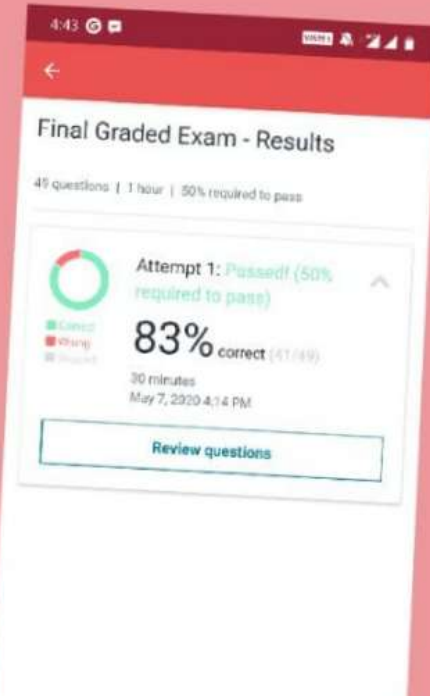 4:43
Final Graded Exam - Results
49 questions | 1 hour | 50% required to pass
Attempt 1: Passed! (50%
required to pass)
Correct
Wrong
83% correct (41/49)
30 minutes
May 7, 2020 4:14 PM
Review questions